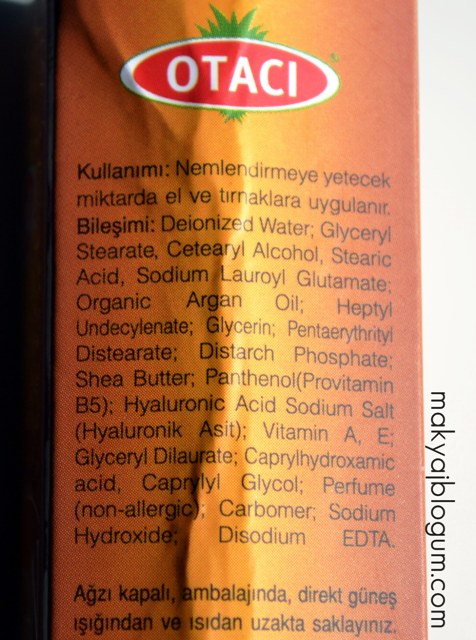 OTACI
Kullanımı: Nemlendirmeye yetecek
miktarda el ve tırnaklara uygulanır.
Bileşimi: Deionized Water; Glyceryl
Stearate, Cetearyl Alcohol, Stearic
Acid, Sodium Lauroyl Glutamate;
Organic Argan Oil; Heptyl
Undecylenate; Glycerin; Pentaerythrityl
Distearate; Distarch Phosphate;
Shea Butter; Panthenol(Provitamin
B5); Hyaluronic Acid Sodium Salt
(Hyaluronik Asit); Vitamin A, E;
Glyceryl Dilaurate; Caprylhydroxamic
acid, Caprylyl Glycol; Perfume
(non-allergic); Carbomer; Sodium
Hydroxide; Disodium EDTA.
Ağzı kapalı, ambalajında, direkt güneş
ışığından ve ısıdan uzakta saklayınız.
makyajblogum.com